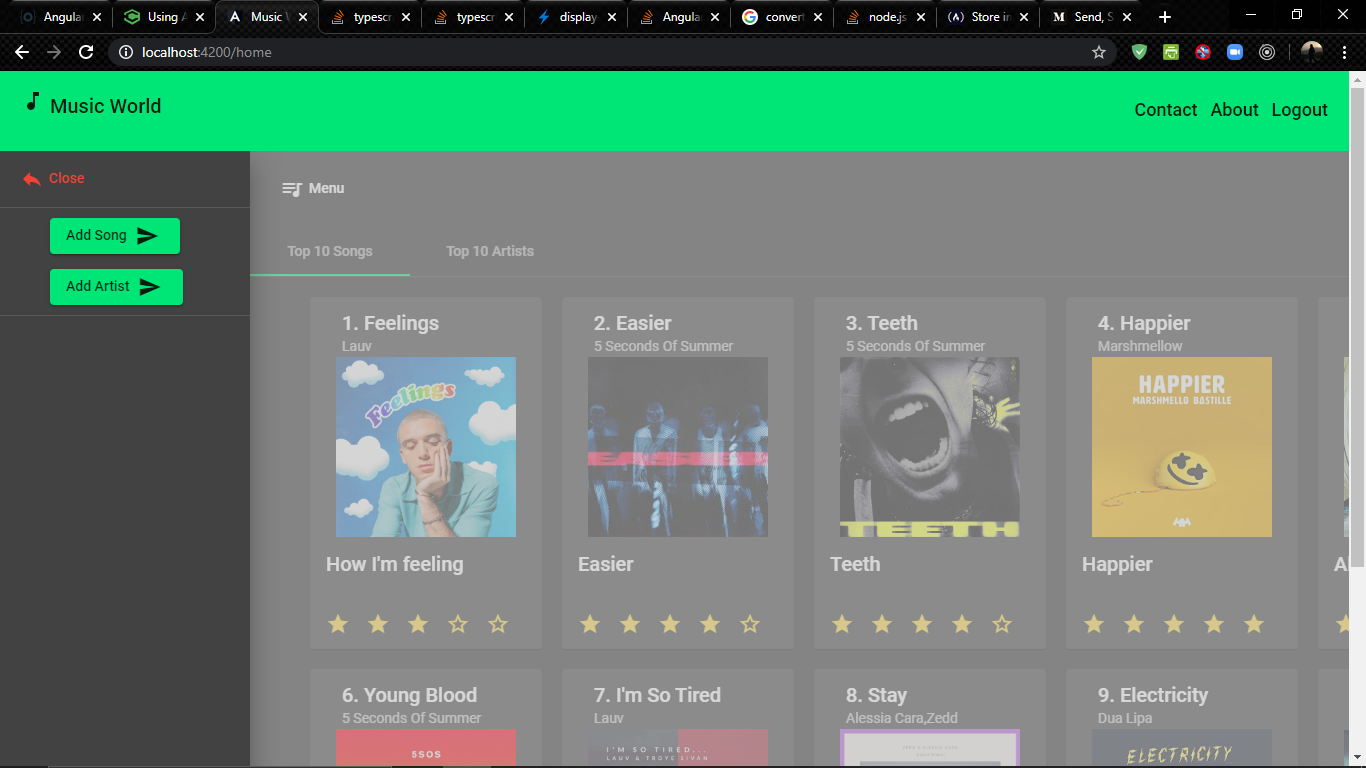 Angula
Using A
Music W
typescr
typescr
display
Angula
convert
node.js
Store in
Send, S
localhost:4200/home
Music World
Contact About Logout
Close
Add Song
Add Artist
Menu
Top 10 Songs Top 10 Artists
1. Feelings
Lauv
Feelings
How I'm feeling
2. Easier
5 Seconds Of Summer
EASIER
Easier
3. Teeth
5 Seconds Of Summer
TEETH
Teeth
4. Happier
Marshmellow
HAPPIER
MARSHMELLO BASTILLE
Happier
6. Young Blood
5 Seconds Of Summer
5SOS
7. I'm So Tired
Lauv
I'M SO TIRED...
LAUV & TROYE SIVAN
8. Stay
Alessia Cara,Zedd
9. Electricity
Dua Lipa
ELECTRICITY